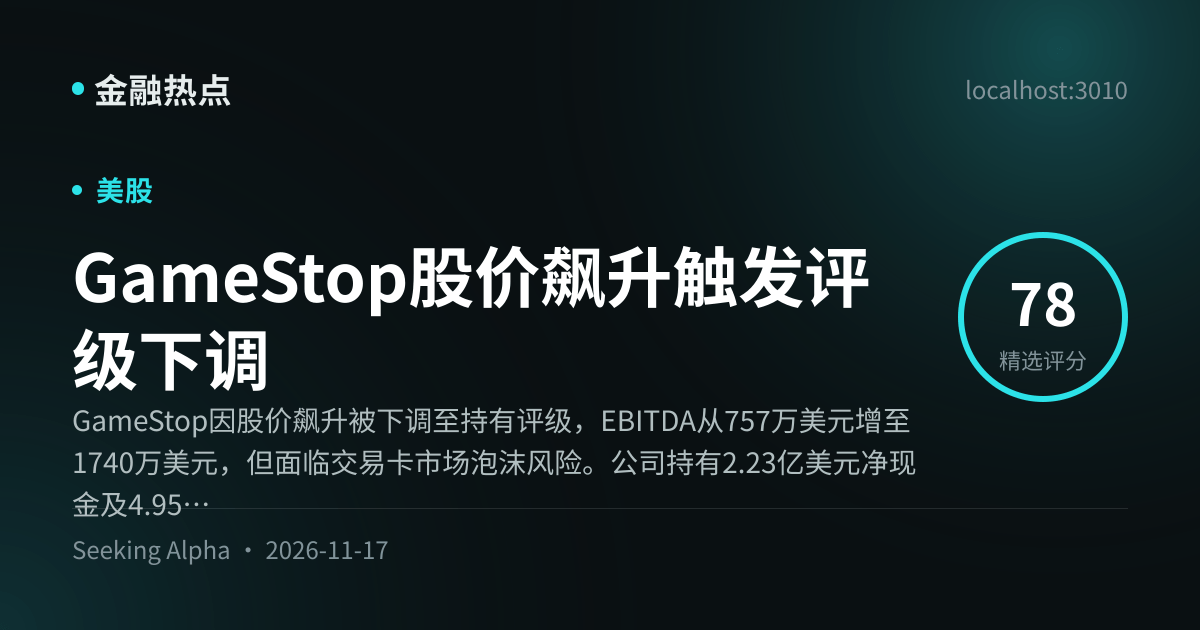 金融热点
localhost:3010
美股
GameStop股价飙升触发评
级下调
78
精选评分
GameStop因股价飙升被下调至持有评级，EBITDA从757万美元增至
1740万美元，但面临交易卡市场泡沫风险。公司持有2.23亿美元净现
金及4.95…
Seeking Alpha • 2026-11-17